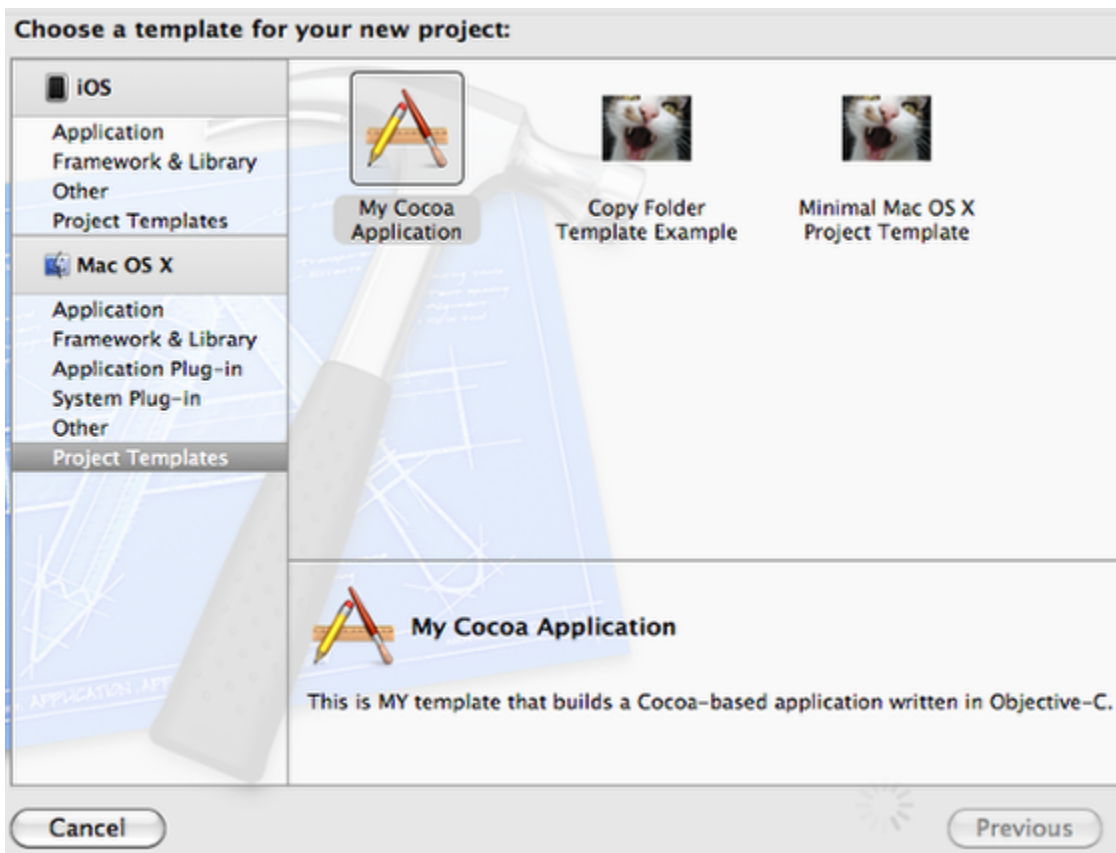 Choose a template for your new project:
iOS
Application
Framework & Library
Other
Project Templates
Mac OS X
Application
Framework & Library
Application Plug-in
System Plug-in
Other
Project Templates
My Cocoa
Application
Copy Folder
Template Example
Minimal Mac OS X
Project Template
My Cocoa Application
This is MY template that builds a Cocoa-based application written in Objective-C.
Cancel
Previous